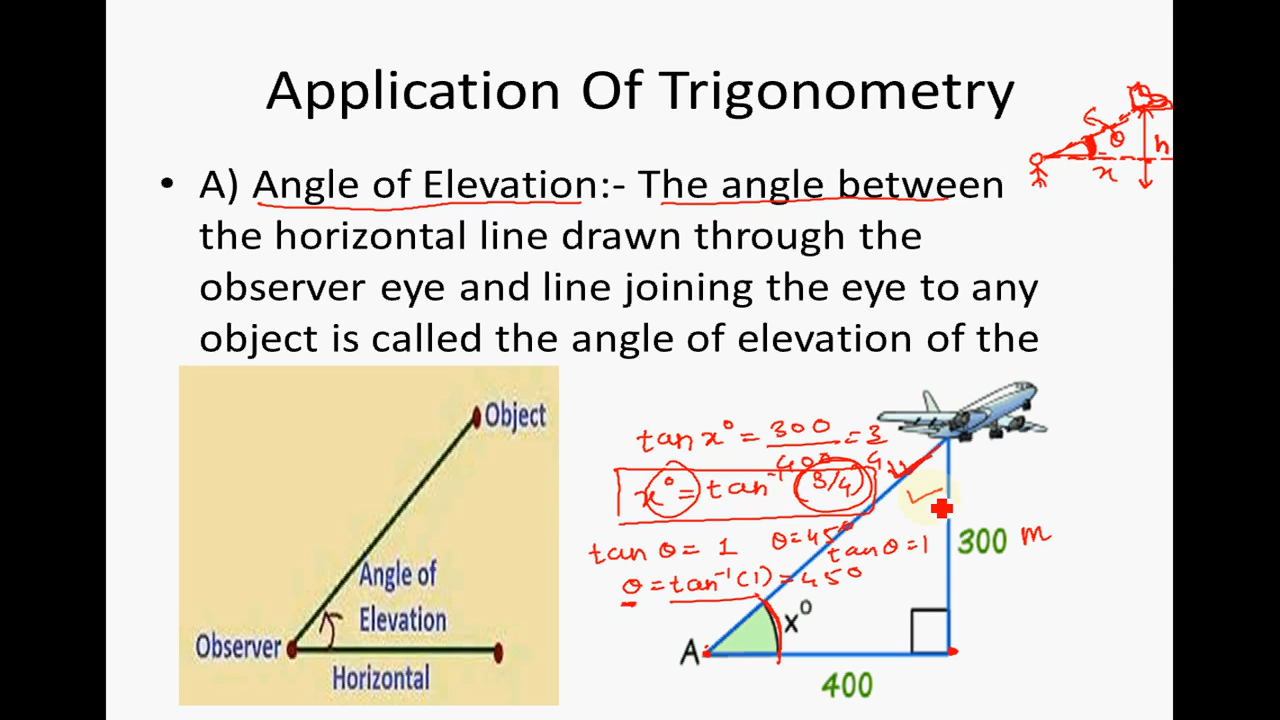 Application Of Trigonometry
θ
h
x
• A) Angle of Elevation:- The angle between
the horizontal line drawn through the
observer eye and line joining the eye to any
object is called the angle of elevation of the
Object
Angle of
Elevation
Observer
Horizontal
tan x° = 300/400 = 3/4
x° = tan⁻¹(3/4)
tan θ = 1 θ = 45°
tan θ = 1
θ = tan⁻¹(1) = 45°
300 m
x°
A
400